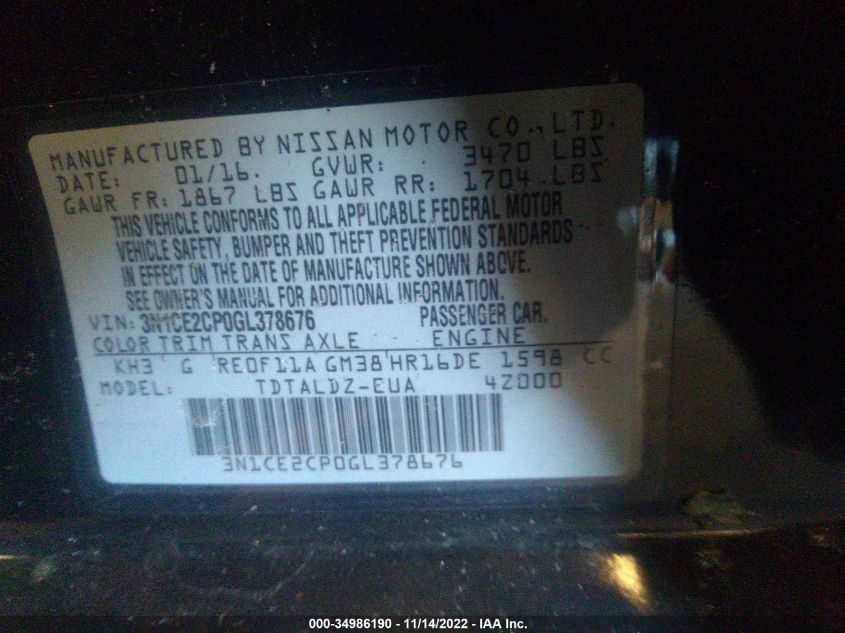 MANUFACTURED BY NISSAN MOTOR CO., LTD.
DATE: 01/16. GVWR: 3470 LBS
GAWR FR: 1867 LBS GAWR RR: 1704 LBS
THIS VEHICLE CONFORMS TO ALL APPLICABLE FEDERAL MOTOR
VEHICLE SAFETY, BUMPER AND THEFT PREVENTION STANDARDS
IN EFFECT ON THE DATE OF MANUFACTURE SHOWN ABOVE.
SEE OWNER'S MANUAL FOR ADDITIONAL INFORMATION.
VIN: 3N1CE2CP0GL378676 PASSENGER CAR.
COLOR TRIM TRANS AXLE ENGINE
KH3 G RE0F11A GM38 HR16DE 1598 CC
MODEL: TDTALDZ-EUA 4Z000
3N1CE2CP0GL378676
000-34986190 - 11/14/2022 - IAA Inc.